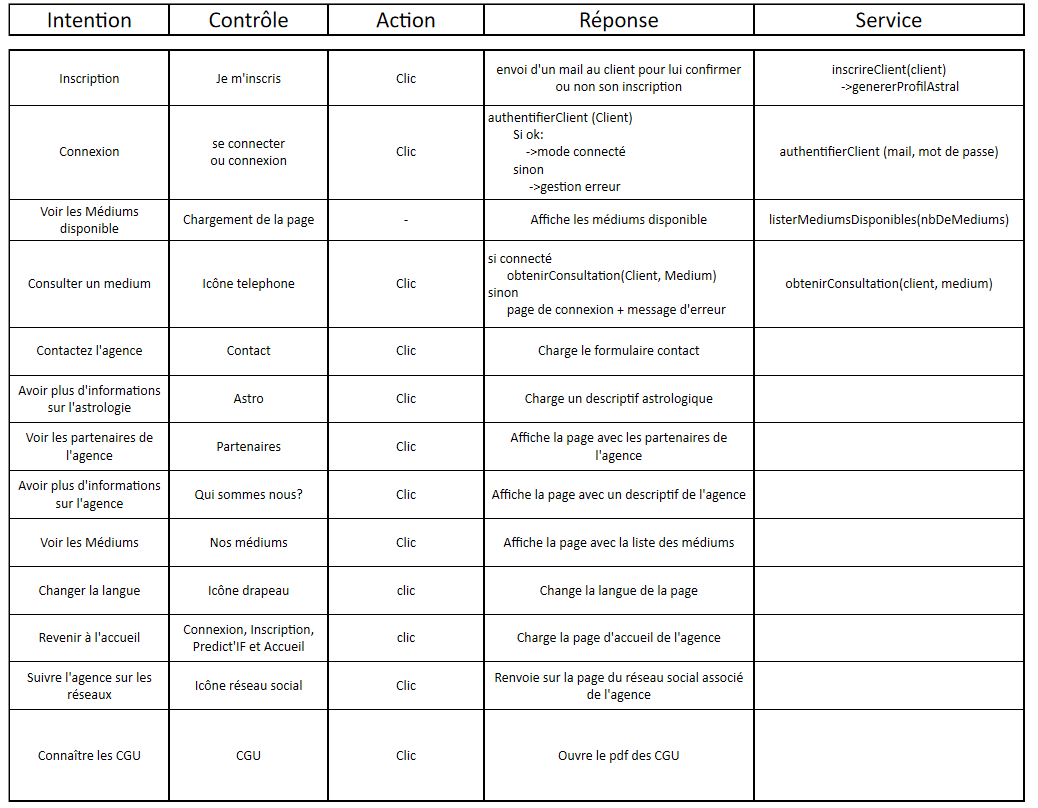 Intention Contrôle Action Réponse Service
Inscription
Je m'inscris
Clic
envoi d'un mail au client pour lui confirmer
ou non son inscription
inscrireClient(client)
->genererProfilAstral
Connexion
se connecter
ou connexion
Clic
authentifierClient (Client)
Si ok:
->mode connecté
sinon
->gestion erreur
authentifierClient (mail, mot de passe)
Voir les Médiums
disponible
Chargement de la page
-
Affiche les médiums disponible
listerMediumsDisponibles(nbDeMediums)
Consulter un medium
Icône telephone
Clic
si connecté
obtenirConsultation(Client, Medium)
sinon
page de connexion + message d'erreur
obtenirConsultation(client, medium)
Contactez l'agence
Contact
Clic
Charge le formulaire contact
Avoir plus d'informations
sur l'astrologie
Astro
Clic
Charge un descriptif astrologique
Voir les partenaires de
l'agence
Partenaires
Clic
Affiche la page avec les partenaires de
l'agence
Avoir plus d'informations
sur l'agence
Qui sommes nous?
Clic
Affiche la page avec un descriptif de l'agence
Voir les Médiums
Nos médiums
Clic
Affiche la page avec la liste des médiums
Changer la langue
Icône drapeau
clic
Change la langue de la page
Revenir à l'accueil
Connexion, Inscription,
Predict'IF et Accueil
clic
Charge la page d'accueil de l'agence
Suivre l'agence sur les
réseaux
Icône réseau social
Clic
Renvoie sur la page du réseau social associé
de l'agence
Connaître les CGU
CGU
Clic
Ouvre le pdf des CGU